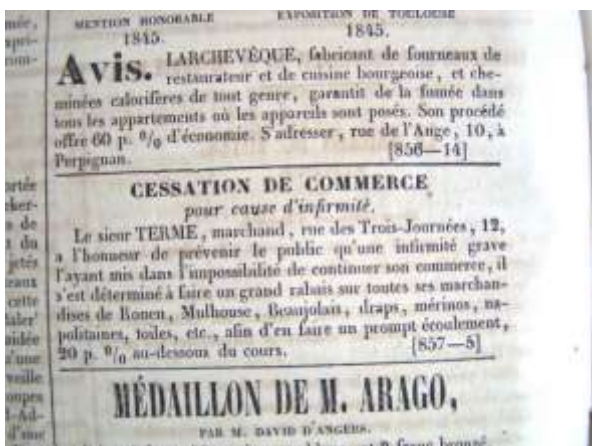 MENTION HONORABLE
EXPOSITION DE TOULOUSE
1845.
1845.
Avis. LARCHEVÊQUE, fabricant de fourneaux de
restaurateur et de cuisine bourgeoise, et che-
minées calorifères de tout genre, garantit de la fumée dans
tous les appartements où les appareils sont posés. Son procédé
offre 60 p. % d'économie. S'adresser, rue de l'Ange, 10, à
Perpignan. [856—14]
CESSATION DE COMMERCE
pour cause d'infirmité.
Le sieur TERME, marchand, rue des Trois-Journées, 12,
a l'honneur de prévenir le public qu'une infirmité grave
l'ayant mis dans l'impossibilité de continuer son commerce, il
s'est déterminé à faire un grand rabais sur toutes ses marchan-
dises de Rouen, Mulhouse, Beaujolais, draps, mérinos, na-
politaines, toiles, etc., afin d'en faire un prompt écoulement,
20 p. % au-dessous du cours. [857—5]
MÉDAILLON DE M. ARAGO,
PAR M. DAVID D'ANGERS.